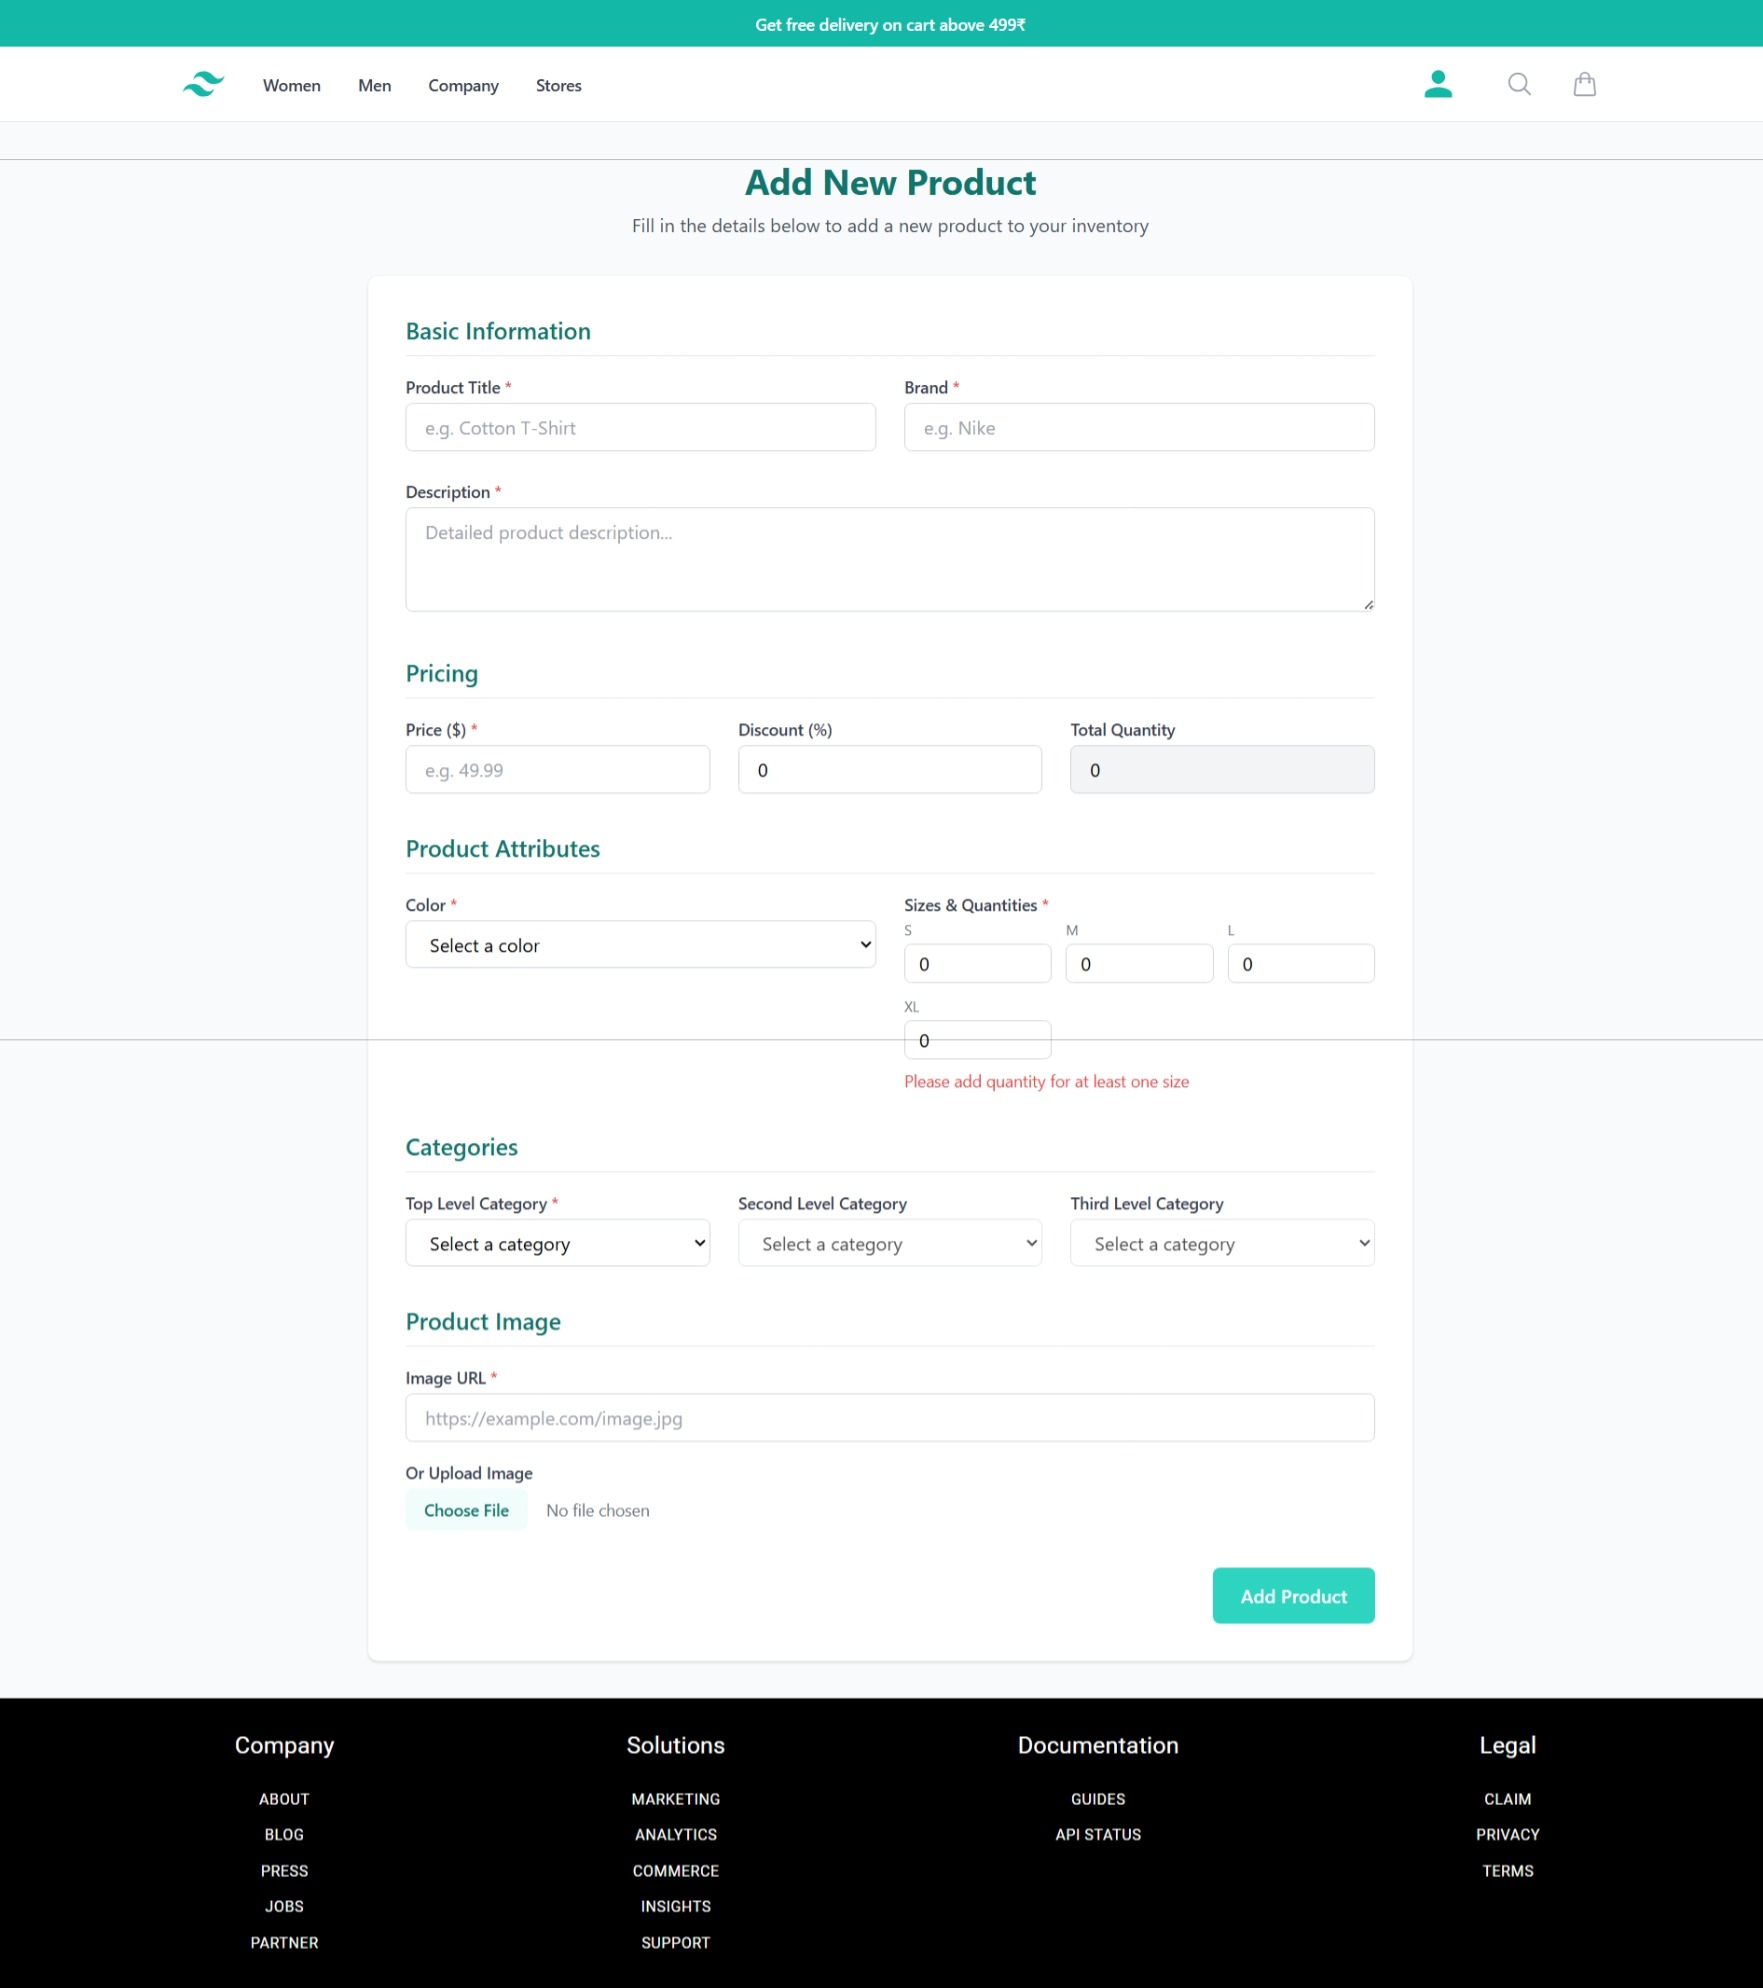 Get free delivery on cart above 499₹
Women Men Company Stores
Add New Product
Fill in the details below to add a new product to your inventory
Basic Information
Product Title * Brand *
e.g. Cotton T-Shirt e.g. Nike
Description *
Detailed product description...
Pricing
Price ($) * Discount (%) Total Quantity
e.g. 49.99 0 0
Product Attributes
Color * Sizes & Quantities *
S M L
Select a color 0 0 0
XL
0
Please add quantity for at least one size
Categories
Top Level Category * Second Level Category Third Level Category
Select a category Select a category Select a category
Product Image
Image URL *
https://example.com/image.jpg
Or Upload Image
Choose File No file chosen
Add Product
Company Solutions Documentation Legal
ABOUT MARKETING GUIDES CLAIM
BLOG ANALYTICS API STATUS PRIVACY
PRESS COMMERCE TERMS
JOBS INSIGHTS
PARTNER SUPPORT